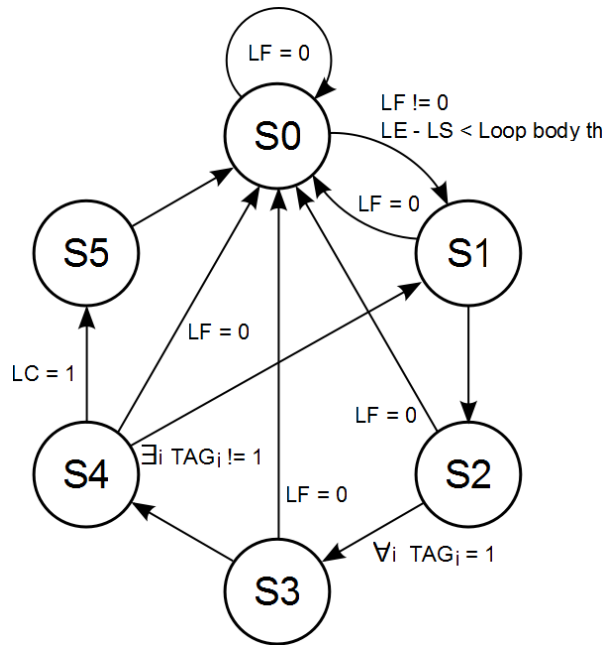 LF = 0
S0
LF != 0
LE - LS < Loop body th
LF = 0
S5
S1
LF = 0
LC = 1
LF = 0
∃i TAGi != 1
S4
S2
LF = 0
∀i TAGi = 1
S3